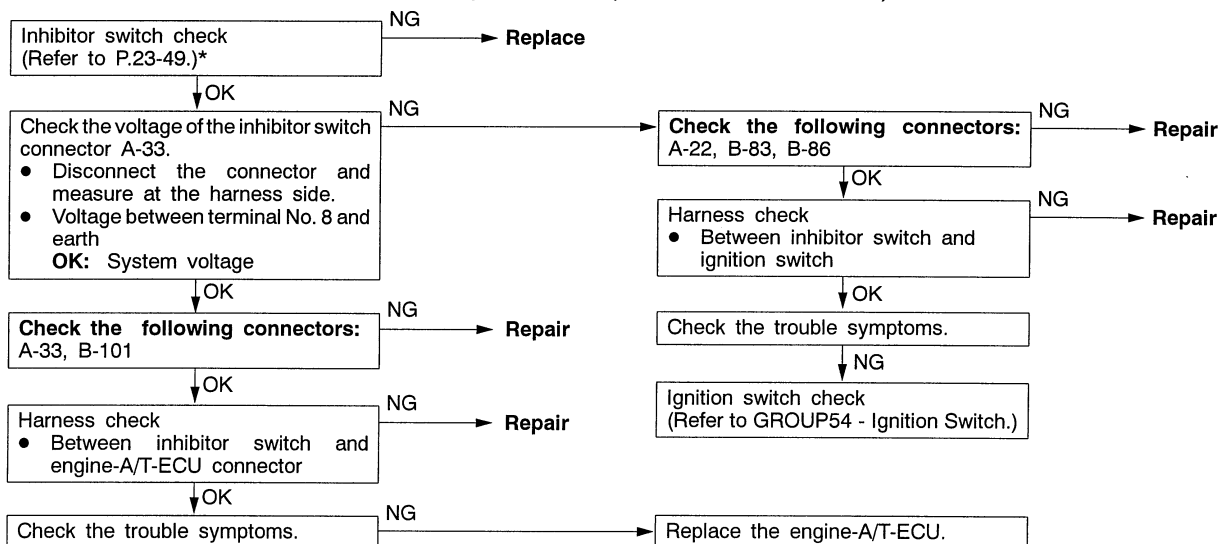 Inhibitor switch check
(Refer to P.23-49.)*
NG
Replace
OK
Check the voltage of the inhibitor switch
connector A-33.
● Disconnect the connector and
measure at the harness side.
● Voltage between terminal No. 8 and
earth
OK: System voltage
NG
Check the following connectors:
A-22, B-83, B-86
NG
Repair
OK
Harness check
● Between inhibitor switch and
ignition switch
NG
Repair
OK
Check the trouble symptoms.
NG
Ignition switch check
(Refer to GROUP54 - Ignition Switch.)
OK
Check the following connectors:
A-33, B-101
NG
Repair
OK
Harness check
● Between inhibitor switch and
engine-A/T-ECU connector
NG
Repair
OK
Check the trouble symptoms.
NG
Replace the engine-A/T-ECU.